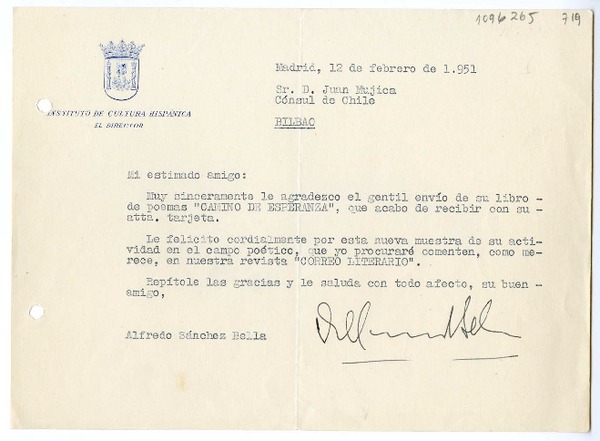 1096265 719
INSTITUTO DE CULTURA HISPÁNICA
EL DIRECTOR
Madrid, 12 de febrero de 1.951
Sr. D. Juan Mujica
Cónsul de Chile
BILBAO
Mi estimado amigo:
Muy sinceramente le agradezco el gentil envío de su libro -
de poemas "CAMINO DE ESPERANZA", que acabo de recibir con su -
atta. tarjeta.
Le felicito cordialmente por esta nueva muestra de su acti-
vidad en el campo poético, que yo procuraré comenten, como me-
rece, en nuestra revista "CORREO LITERARIO".
Repítole las gracias y le saluda con todo afecto, su buen -
amigo,
Alfredo Sánchez Bella